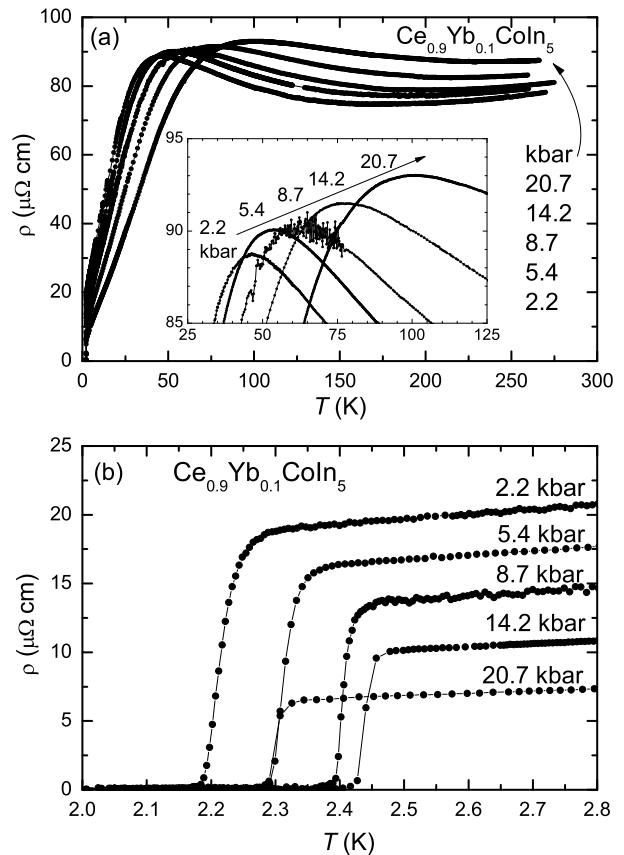 (a)
Ce0.9Yb0.1CoIn5
100
80
60
40
20
0
ρ (μΩ cm)
95
90
85
2.2
kbar
5.4
8.7
14.2
20.7
25 50 75 100 125
kbar
20.7
14.2
8.7
5.4
2.2
0 50 100 150 200 250 300
T (K)
(b)
Ce0.9Yb0.1CoIn5
25
20
15
10
5
0
ρ (μΩ cm)
2.2 kbar
5.4 kbar
8.7 kbar
14.2 kbar
20.7 kbar
2.0 2.1 2.2 2.3 2.4 2.5 2.6 2.7 2.8
T (K)